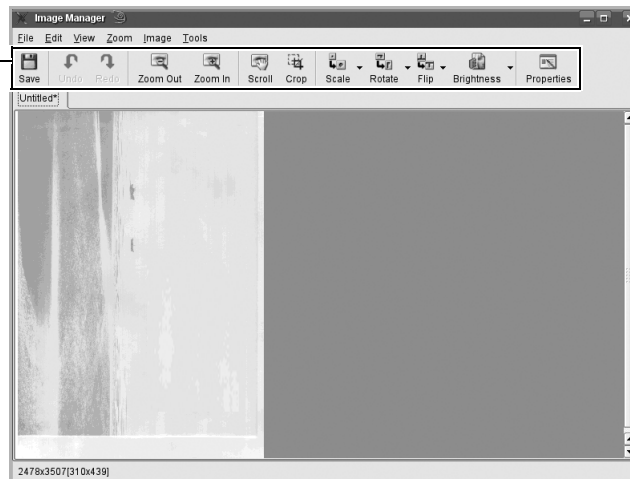 Image Manager
File Edit View Zoom Image Tools
Save Undo Redo Zoom Out Zoom In Scroll Crop Scale Rotate Flip Brightness Properties
Untitled*
2478x3507[310x439]